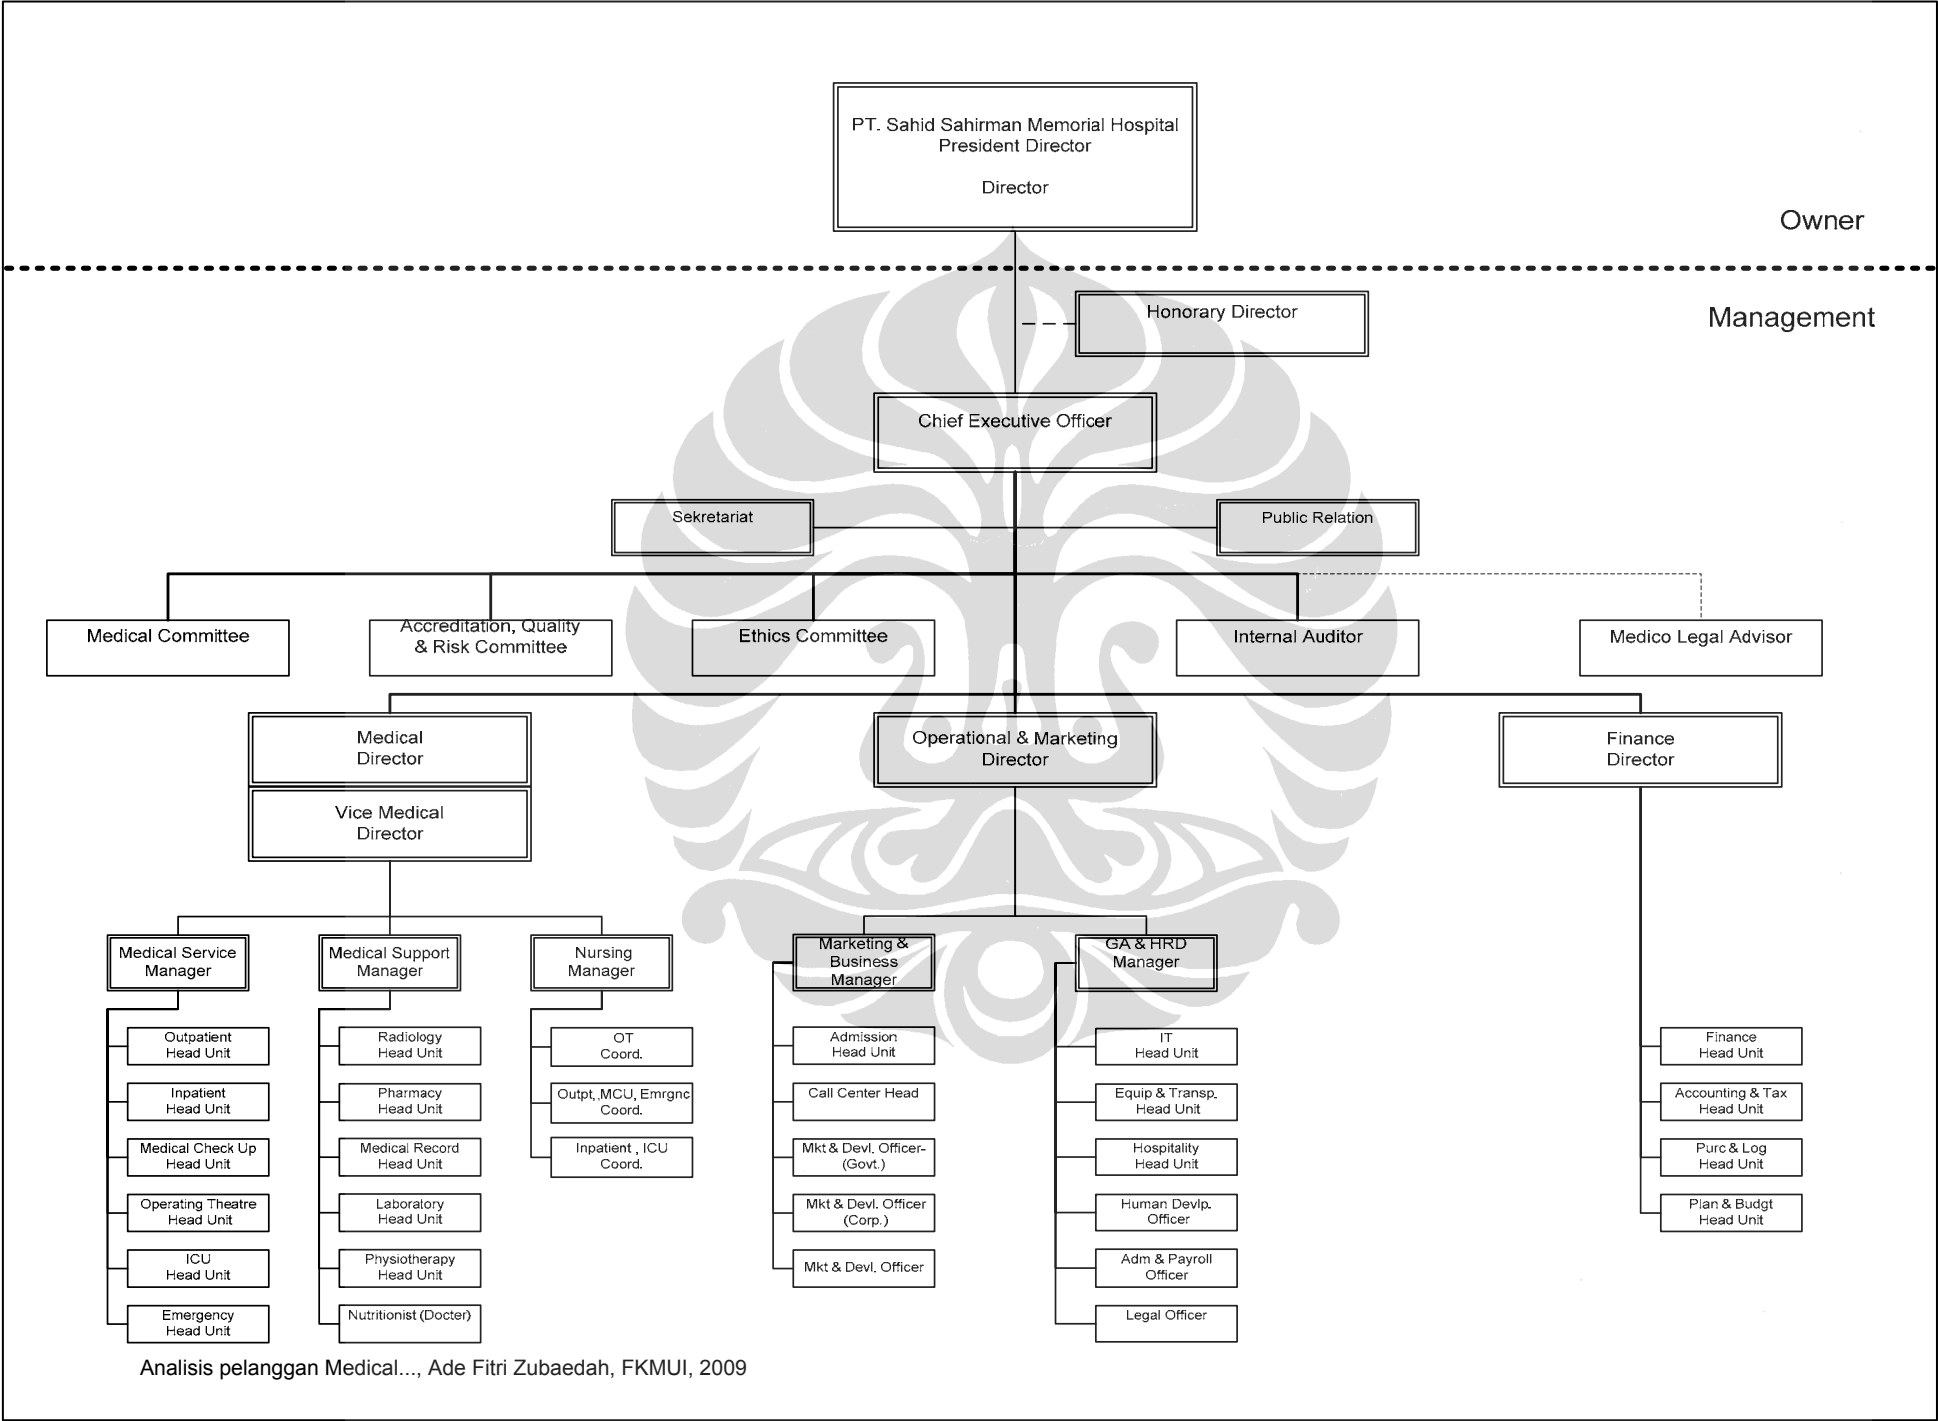 PT. Sahid Sahirman Memorial Hospital
President Director
Director
Owner
Honorary Director
Management
Chief Executive Officer
Sekretariat
Public Relation
Medical Committee
Accreditation, Quality
& Risk Committee
Ethics Committee
Internal Auditor
Medico Legal Advisor
Medical
Director
Vice Medical
Director
Operational & Marketing
Director
Finance
Director
Medical Service
Manager
Medical Support
Manager
Nursing
Manager
Marketing &
Business
Manager
GA & HRD
Manager
Outpatient
Head Unit
Inpatient
Head Unit
Medical Check Up
Head Unit
Operating Theatre
Head Unit
ICU
Head Unit
Emergency
Head Unit
Radiology
Head Unit
Pharmacy
Head Unit
Medical Record
Head Unit
Laboratory
Head Unit
Physiotherapy
Head Unit
Nutritionist (Docter)
OT
Coord.
Outpt,,MCU, Emrgnc
Coord.
Inpatient , ICU
Coord.
Admission
Head Unit
Call Center Head
Mkt & Devl. Officer-
(Govt.)
Mkt & Devl. Officer
(Corp.)
Mkt & Devl. Officer
IT
Head Unit
Equip & Transp.
Head Unit
Hospitality
Head Unit
Human Devlp.
Officer
Adm & Payroll
Officer
Legal Officer
Finance
Head Unit
Accounting & Tax
Head Unit
Purc & Log
Head Unit
Plan & Budgt
Head Unit
Analisis pelanggan Medical..., Ade Fitri Zubaedah, FKMUI, 2009